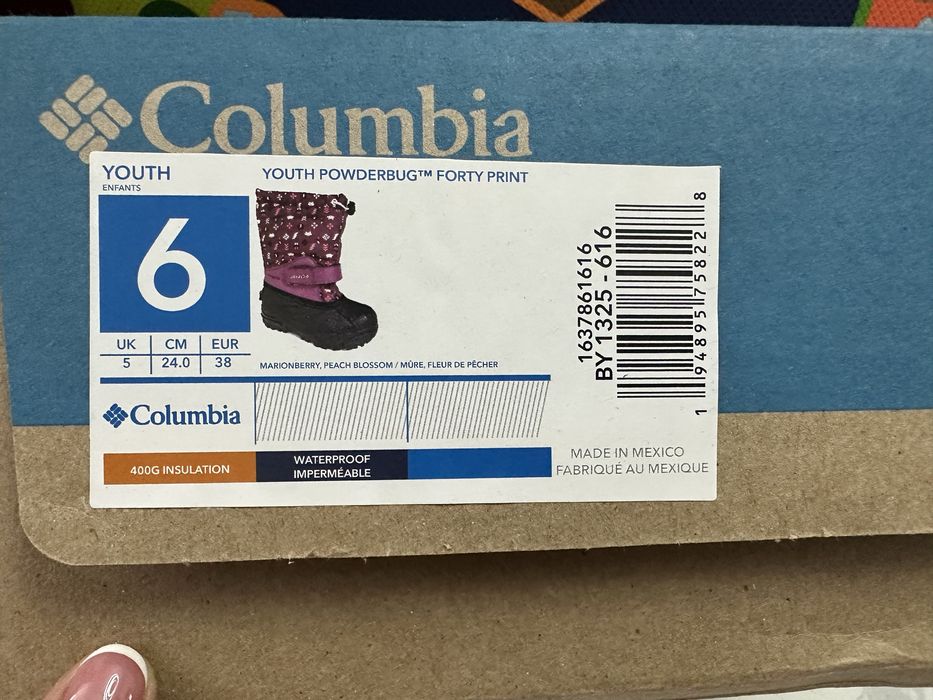 Columbia
YOUTH
ENFANTS
YOUTH POWDERBUG™ FORTY PRINT
6
UK CM EUR
5 24.0 38
MARIONBERRY, PEACH BLOSSOM / MÛRE, FLEUR DE PÊCHER
Columbia
400G INSULATION
WATERPROOF
IMPERMÉABLE
1637861616
BY 1325 - 616
1 94895 75822 8
MADE IN MEXICO
FABRIQUÉ AU MEXIQUE